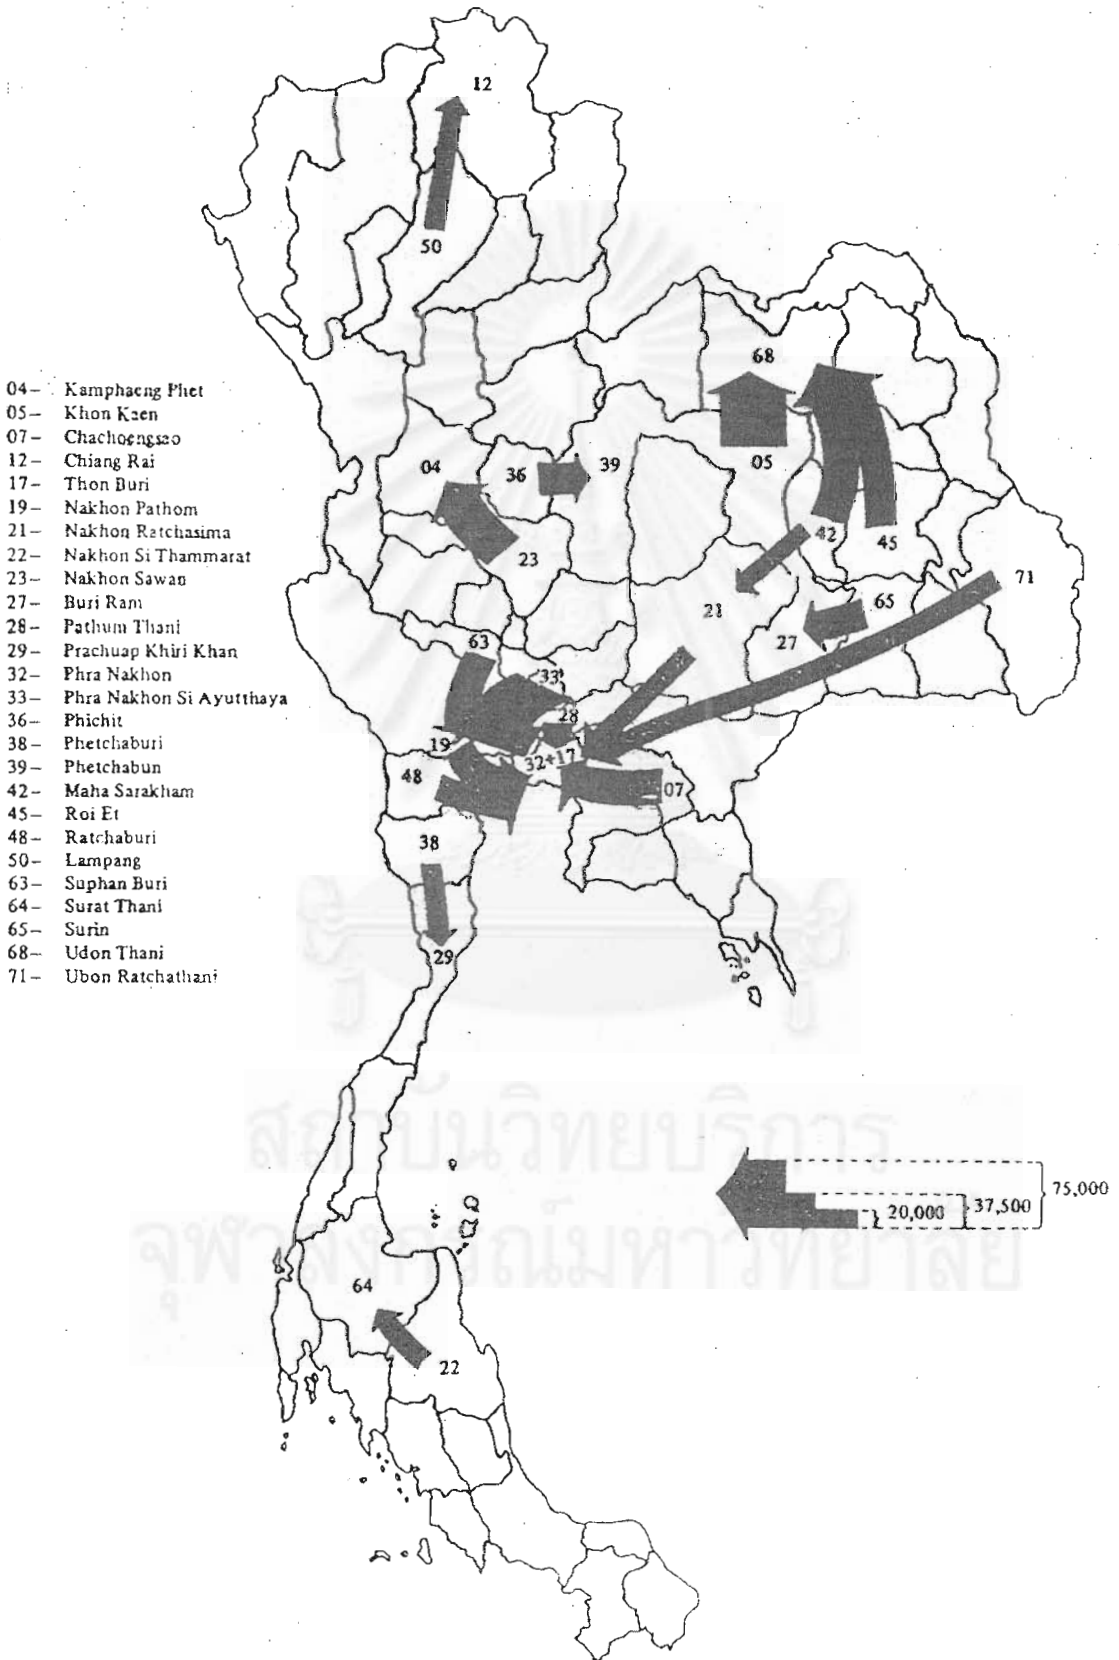 12
50
68
04- Kamphaeng Phet
05- Khon Kaen
07- Chachoengsao
12- Chiang Rai
17- Thon Buri
19- Nakhon Pathom
21- Nakhon Ratchasima
22- Nakhon Si Thammarat
23- Nakhon Sawan
27- Buri Ram
28- Pathum Thani
29- Prachuap Khiri Khan
32- Phra Nakhon
33- Phra Nakhon Si Ayutthaya
36- Phichit
38- Phetchaburi
39- Phetchabun
42- Maha Sarakham
45- Roi Et
48- Ratchaburi
50- Lampang
63- Suphan Buri
64- Surat Thani
65- Surin
68- Udon Thani
71- Ubon Ratchathani
04
36
39
05
23
42
45
71
65
21
27
63
33
28
19
32+17
48
07
38
29
75,000
37,500
20,000
64
22
สถาบันวิทยบริการ
จุฬาลงกรณ์มหาวิทยาลัย